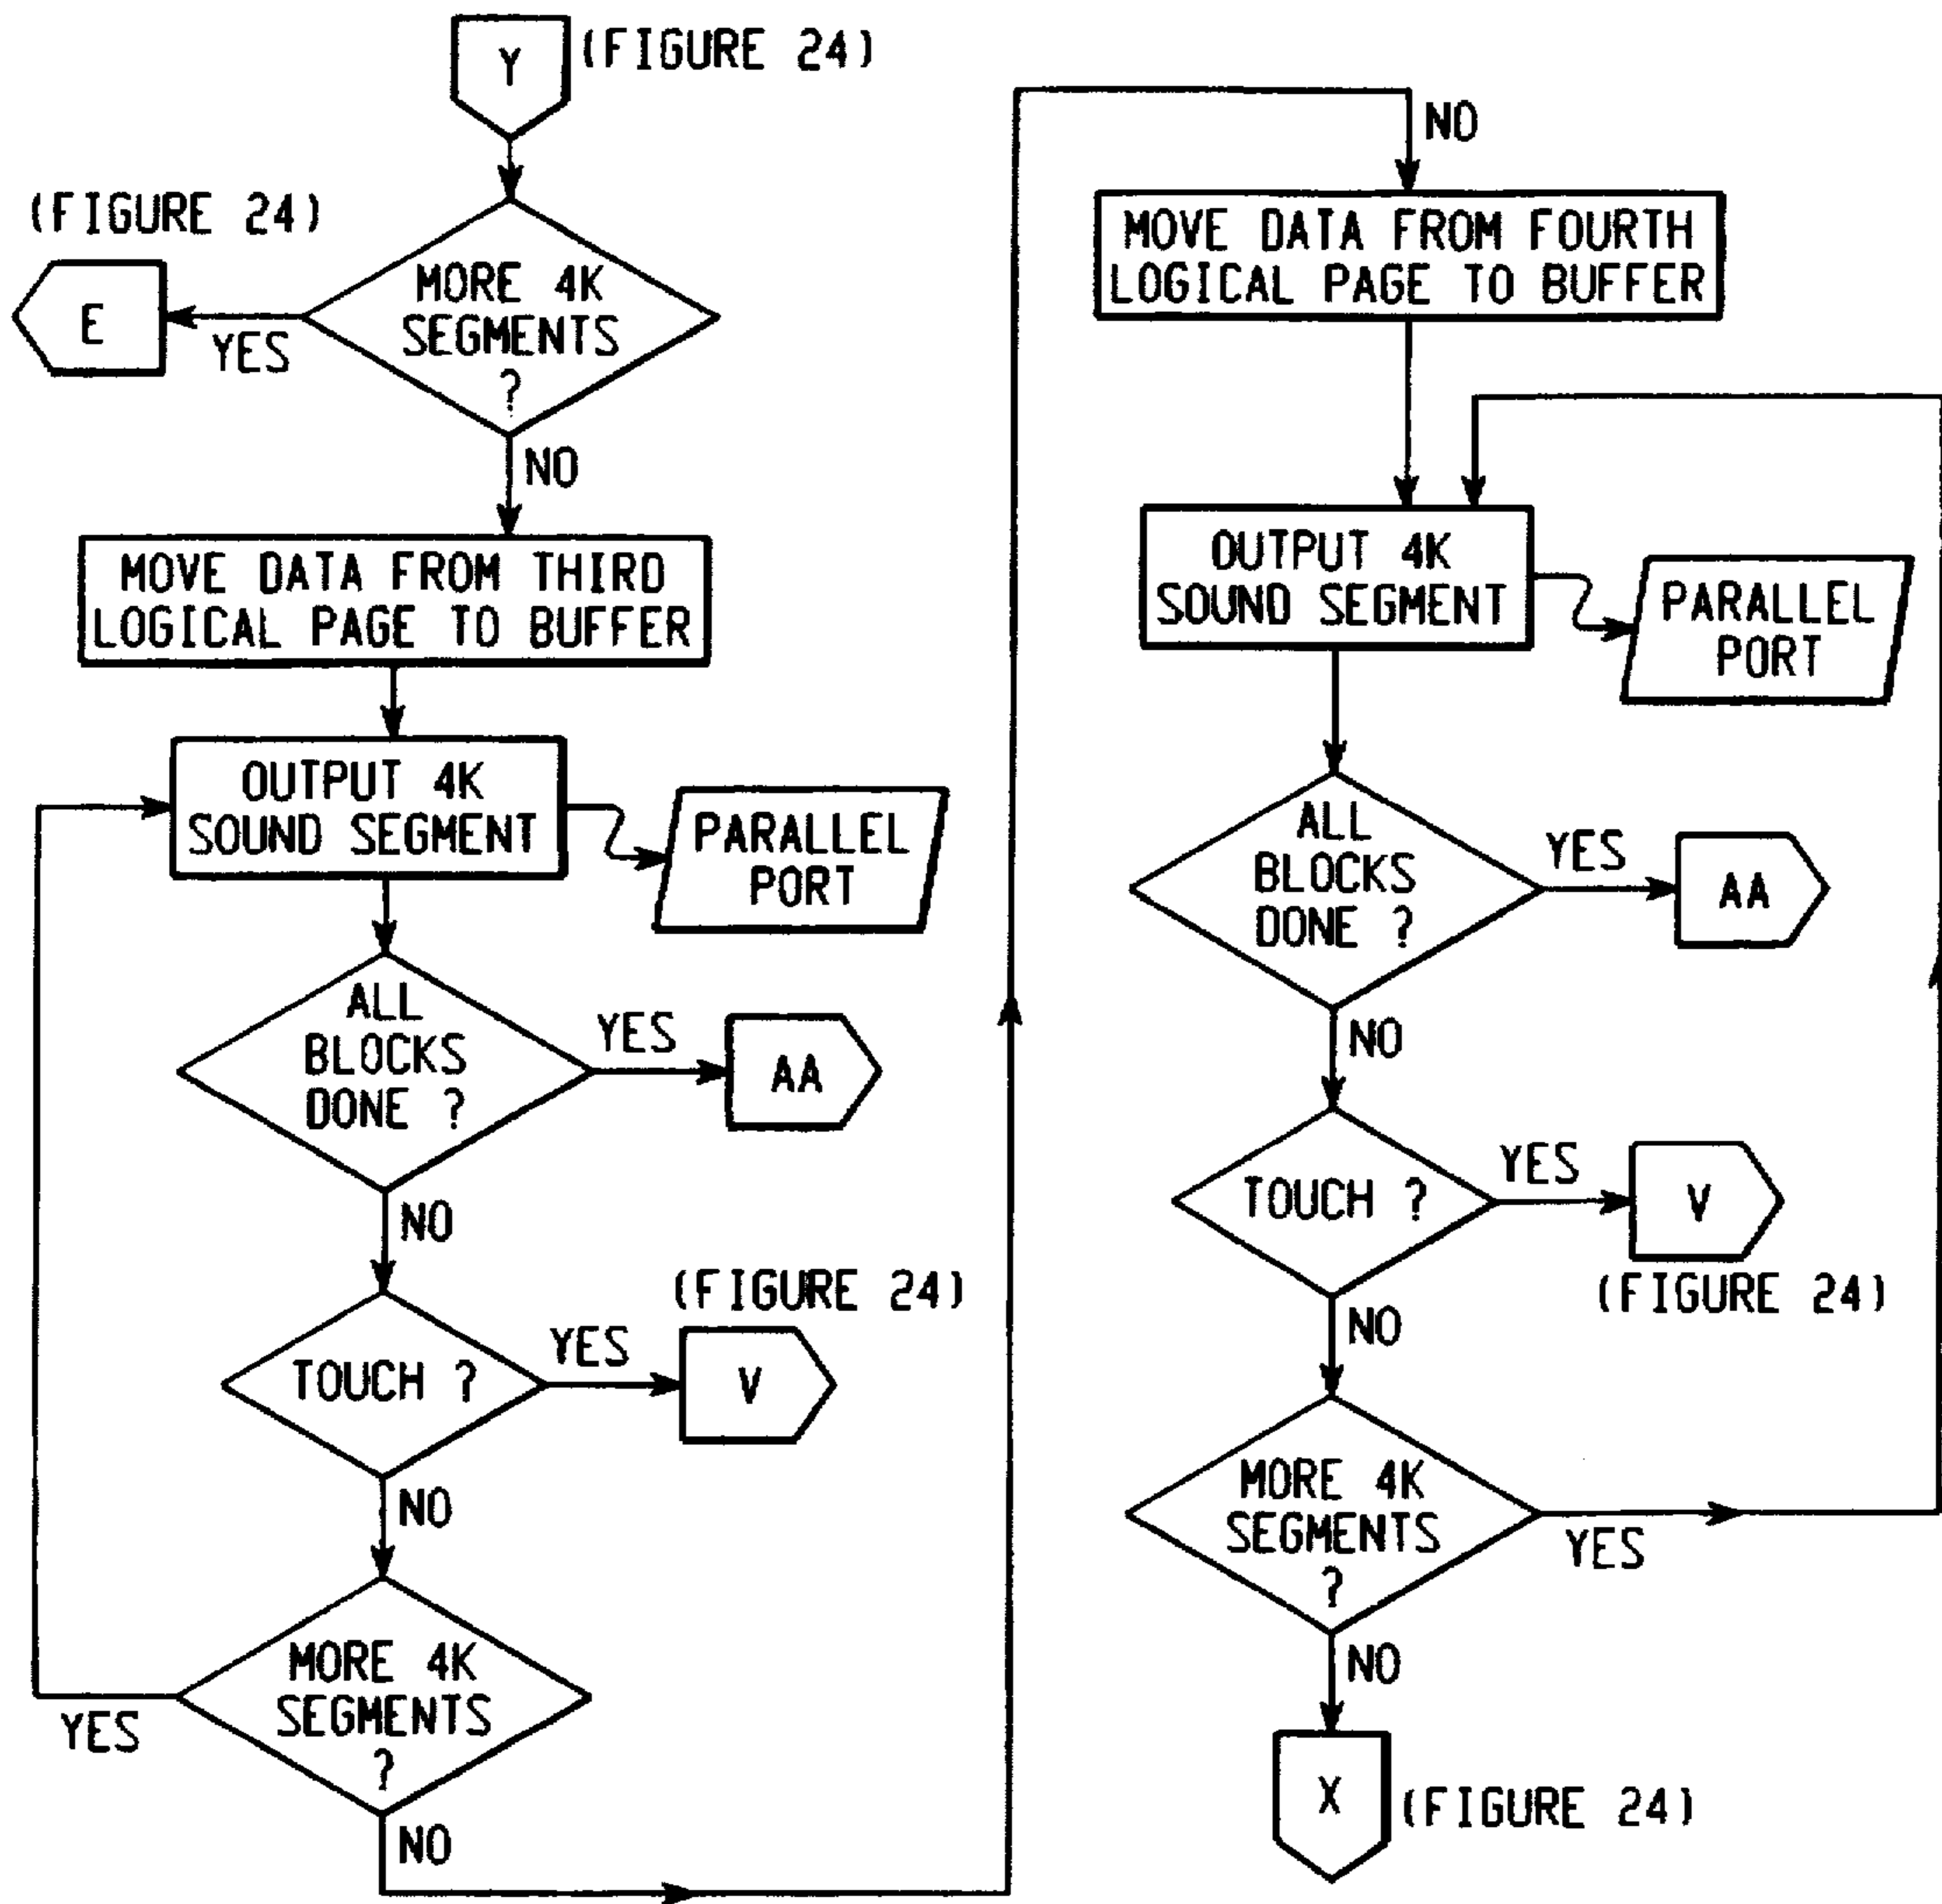 Y
(FIGURE 24)
(FIGURE 24)
E
YES
MORE 4K
SEGMENTS
?
NO
MOVE DATA FROM THIRD
LOGICAL PAGE TO BUFFER
OUTPUT 4K
SOUND SEGMENT
PARALLEL
PORT
ALL
BLOCKS
DONE ?
YES
AA
NO
(FIGURE 24)
TOUCH ?
YES
V
NO
MORE 4K
SEGMENTS
?
YES
NO
NO
MOVE DATA FROM FOURTH
LOGICAL PAGE TO BUFFER
OUTPUT 4K
SOUND SEGMENT
PARALLEL
PORT
ALL
BLOCKS
DONE ?
YES
AA
NO
TOUCH ?
YES
V
(FIGURE 24)
NO
MORE 4K
SEGMENTS
?
YES
NO
X
(FIGURE 24)